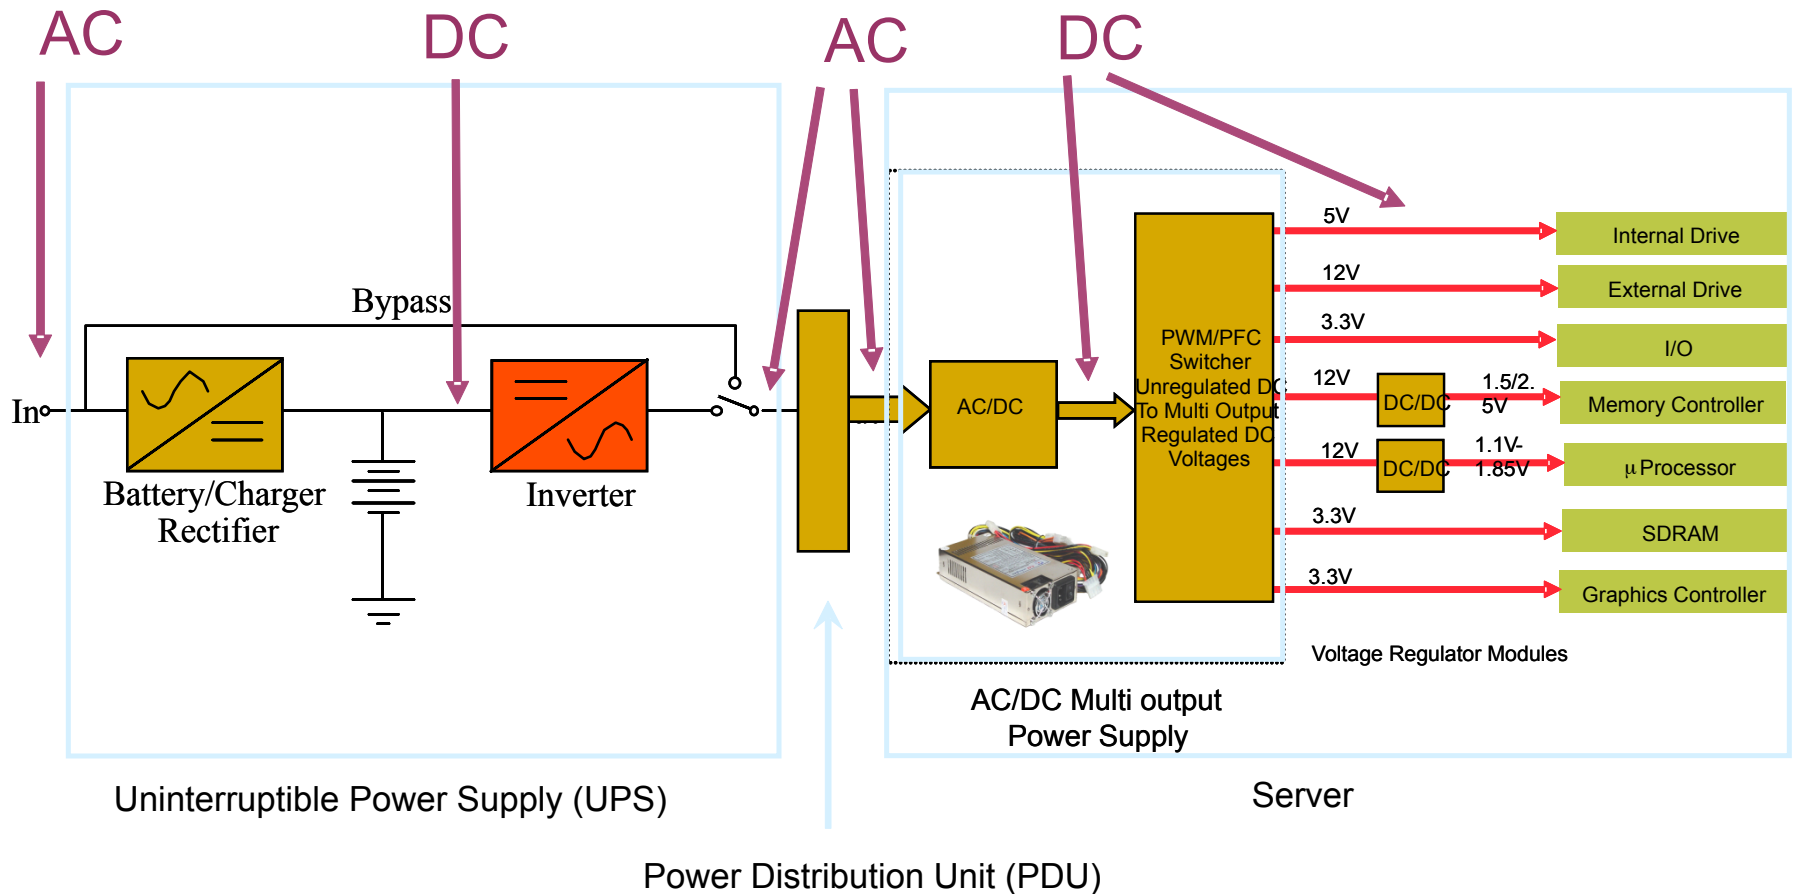 AC
DC
AC
DC
Bypass
In
Battery/Charger
Rectifier
Inverter
AC/DC
PWM/PFC
Switcher
Unregulated DC
To Multi Output
Regulated DC
Voltages
5V
12V
3.3V
12V
DC/DC
1.5/2.
5V
12V
DC/DC
1.1V-
1.85V
3.3V
3.3V
Internal Drive
External Drive
I/O
Memory Controller
µ Processor
SDRAM
Graphics Controller
Voltage Regulator Modules
AC/DC Multi output
Power Supply
Uninterruptible Power Supply (UPS)
Server
Power Distribution Unit (PDU)